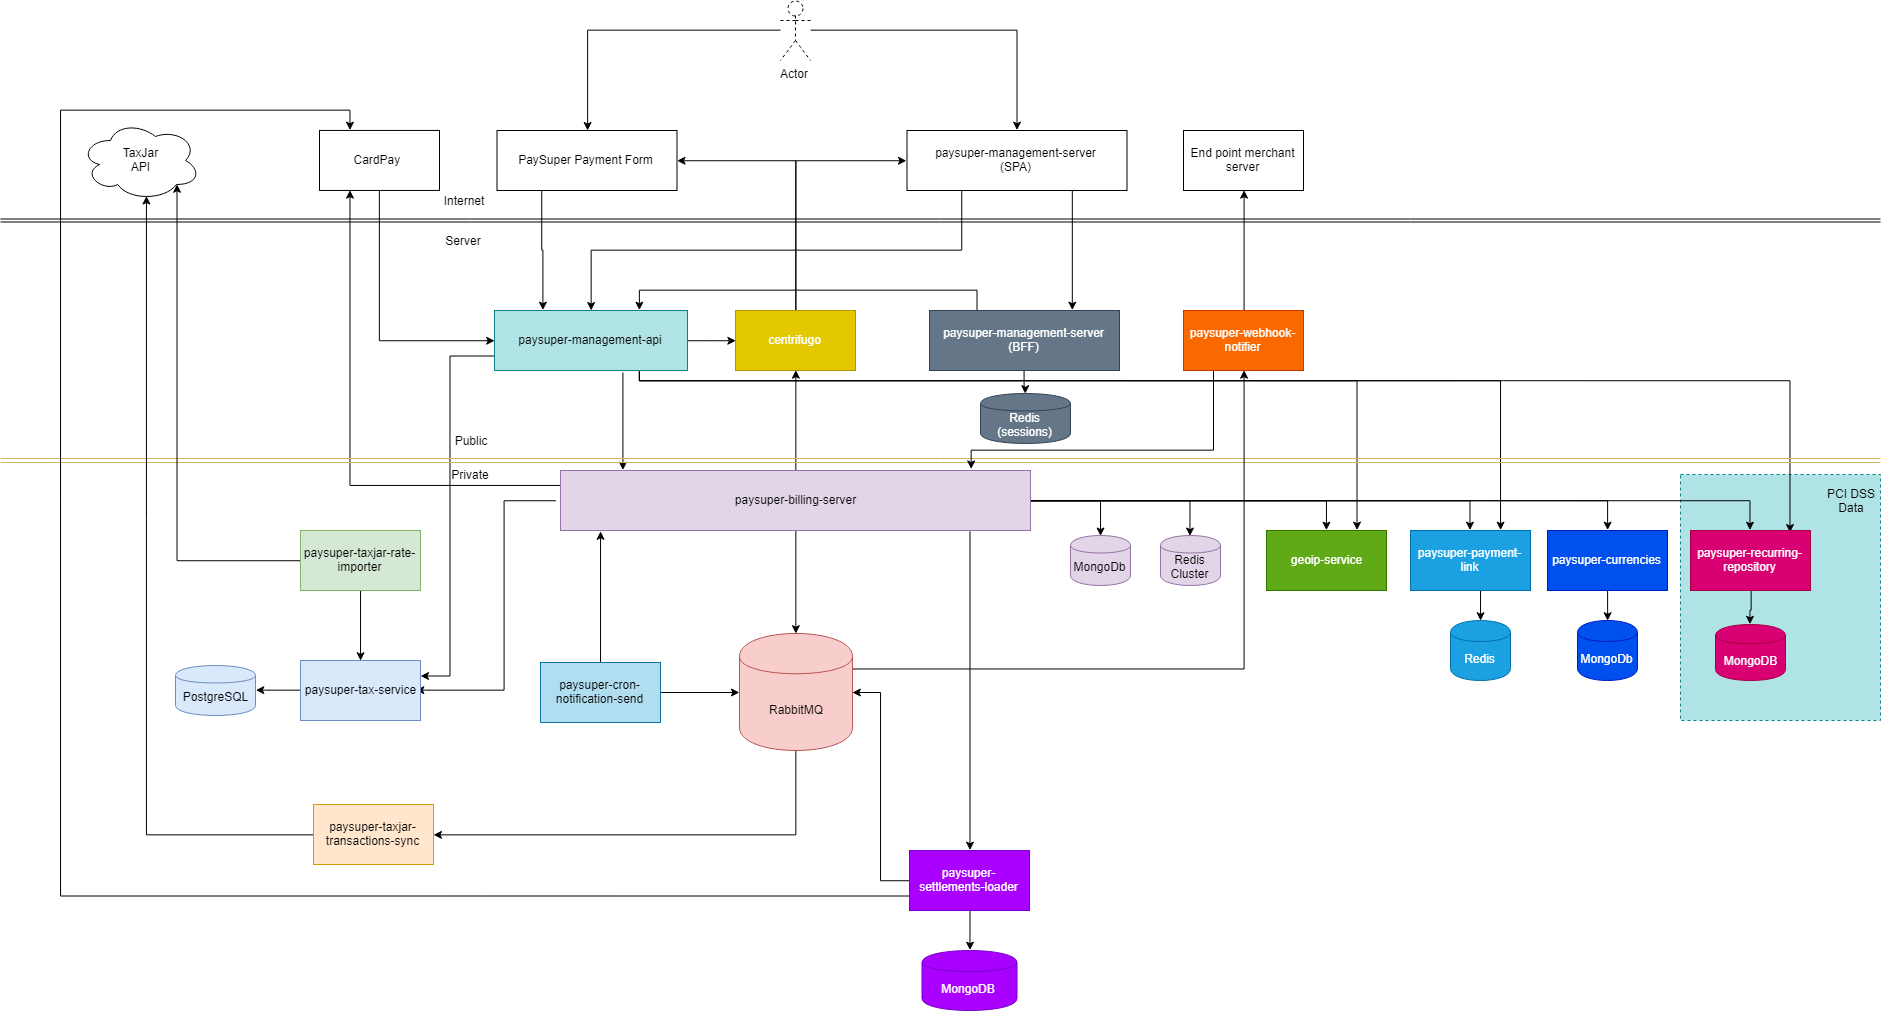 Actor
TaxJar
API
CardPay
PaySuper Payment Form
paysuper-management-server
(SPA)
End point merchant
server
Internet
Server
paysuper-management-api
centrifugo
paysuper-management-server
(BFF)
paysuper-webhook-
notifier
Redis
(sessions)
Public
Private
paysuper-billing-server
PCI DSS
Data
paysuper-taxjar-rate-
importer
MongoDb
Redis
Cluster
geoip-service
paysuper-payment-
link
paysuper-currencies
paysuper-recurring-
repository
PostgreSQL
paysuper-tax-service
paysuper-cron-
notification-send
RabbitMQ
Redis
MongoDb
MongoDB
paysuper-taxjar-
transactions-sync
paysuper-
settlements-loader
MongoDB